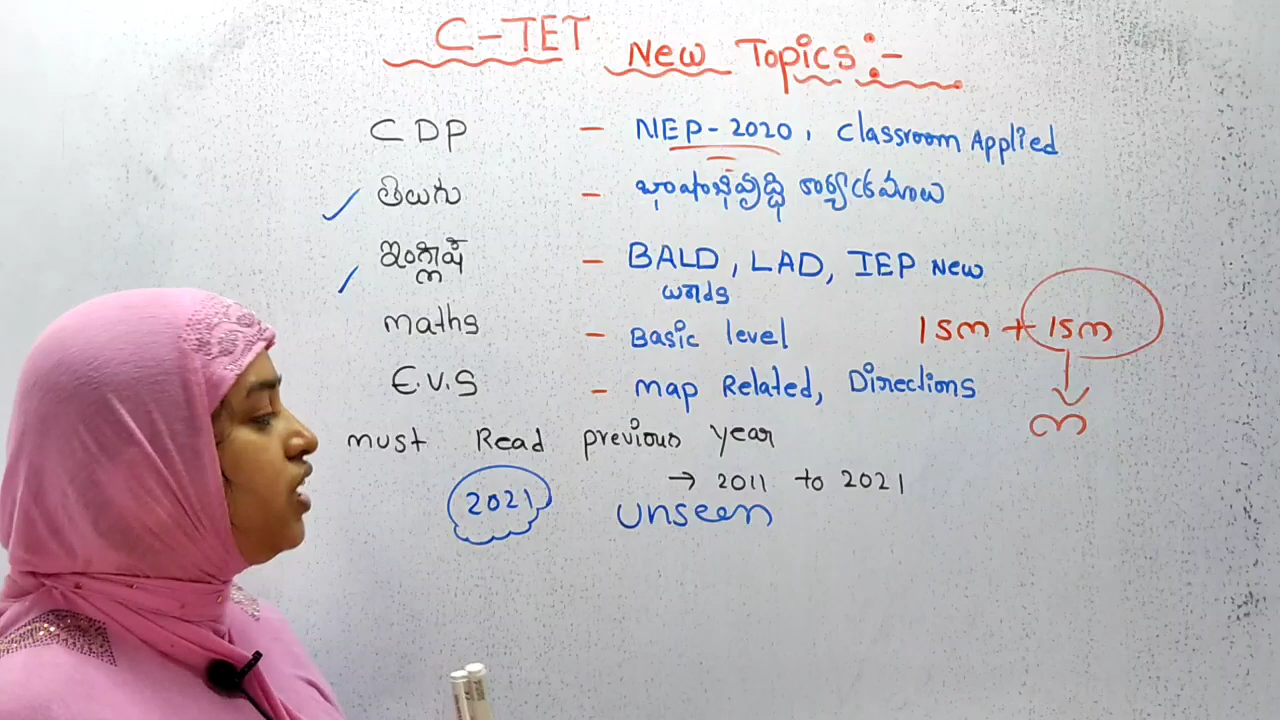 C-TET New Topics:-
CDP - NEP-2020, Classroom Applied
తెలుగు - భాషాభివృద్ధి కార్యక్రమాలు
ఇంగ్లీష్ - BALD, LAD, IEP New
words
maths - Basic level 15m + 15m
E.V.S - map Related, Directions
must Read previous year
→ 2011 to 2021
2021 unseen